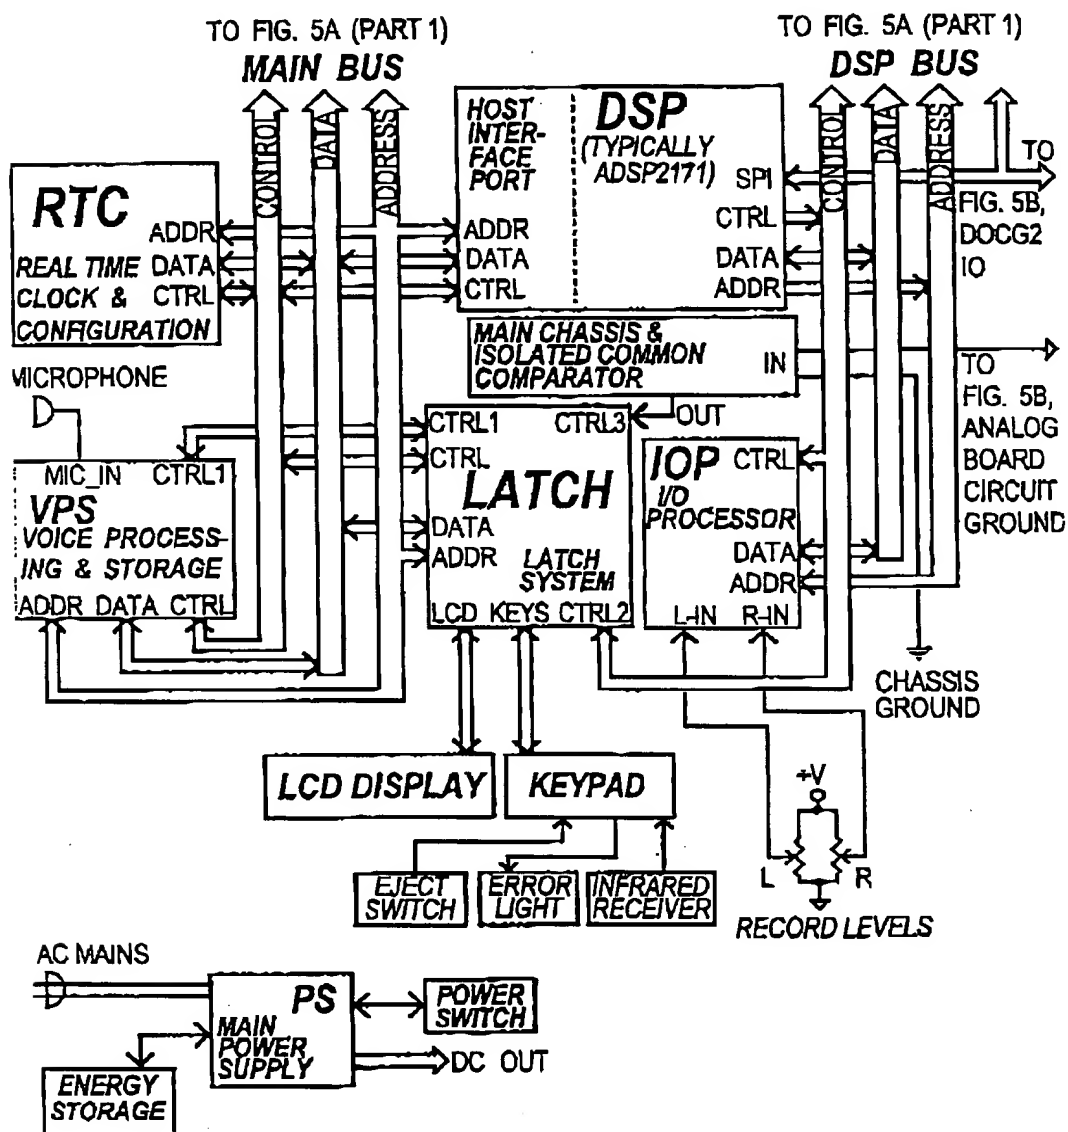 TO FIG. 5A (PART 1)
MAIN BUS
CONTROL
DATA
ADDRESS
TO FIG. 5A (PART 1)
DSP BUS
CONTROL
DATA
ADDRESS
HOST
INTER-
FACE
PORT
ADDR
DATA
CTRL
DSP
(TYPICALLY
ADSP2171)
SPI
CTRL
DATA
ADDR
TO
FIG. 5B,
DOCG2
IO
RTC
ADDR
REAL TIME DATA
CLOCK & CTRL
CONFIGURATION
MAIN CHASSIS &
ISOLATED COMMON
COMPARATOR
IN
OUT
TO
FIG. 5B,
ANALOG
BOARD
CIRCUIT
GROUND
MICROPHONE
MIC_IN CTRL1
VPS
VOICE PROCESS-
ING & STORAGE
ADDR DATA CTRL
CTRL1 CTRL3
CTRL
LATCH
DATA
ADDR
LATCH
SYSTEM
LCD KEYS CTRL2
IOP CTRL
I/O
PROCESSOR
DATA
ADDR
L-IN R-IN
CHASSIS
GROUND
LCD DISPLAY
KEYPAD
EJECT
SWITCH
ERROR
LIGHT
INFRARED
RECEIVER
+V
L R
RECORD LEVELS
AC MAINS
PS
MAIN
POWER
SUPPLY
POWER
SWITCH
DC OUT
ENERGY
STORAGE